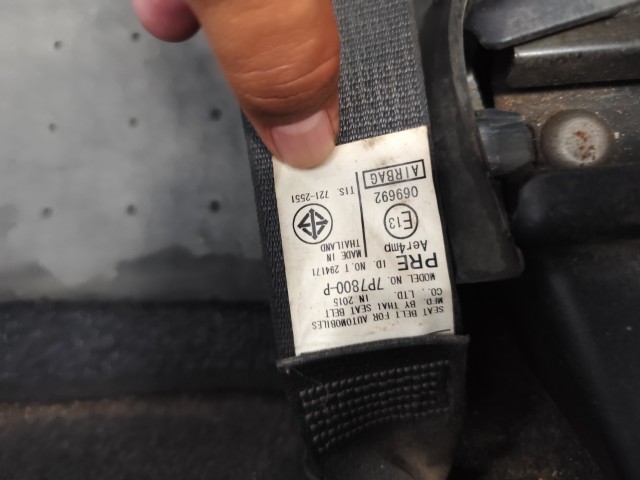 SEAT BELT FOR AUTOMOBILES
MFD. BY THAI SEAT BELT
CO., LTD. IN 2015
MODEL NO. 7P7800-P
PRE ID NO. T 294171
Aer4mp
MADE IN
THAILAND
E13
069692
AIRBAG
TIS. 721-2551